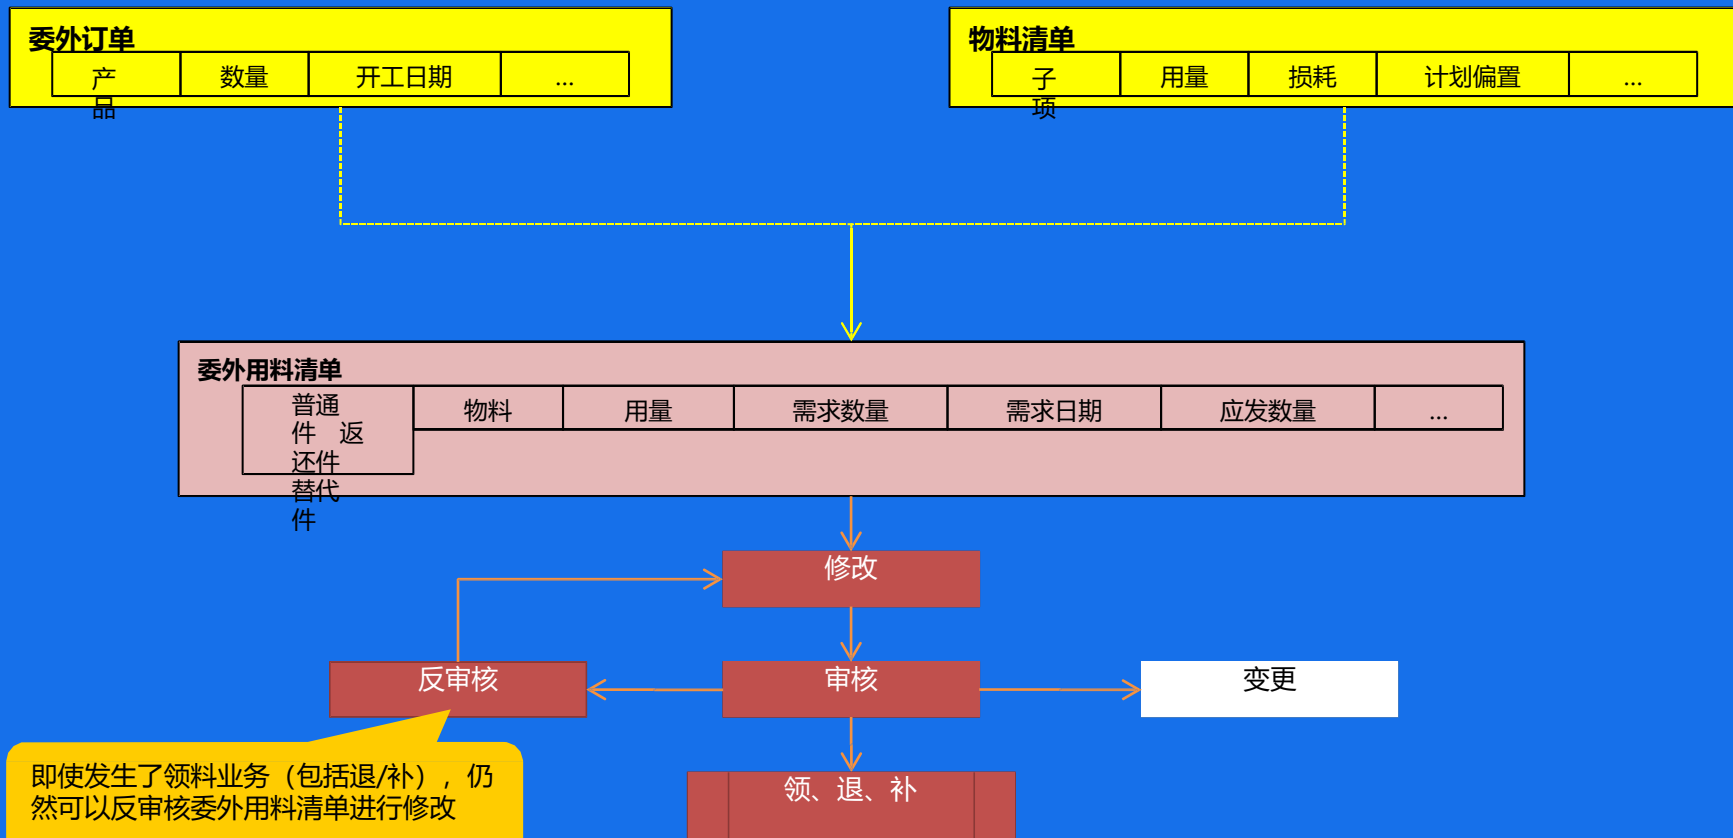 委外订单
产
品
数量
开工日期
...
物料清单
子
项
用量
损耗
计划偏置
...
委外用料清单
普通
件 返
还件
替代
件
物料
用量
需求数量
需求日期
应发数量
...
修改
反审核
审核
变更
即使发生了领料业务（包括退/补），仍
然可以反审核委外用料清单进行修改
领、退、补